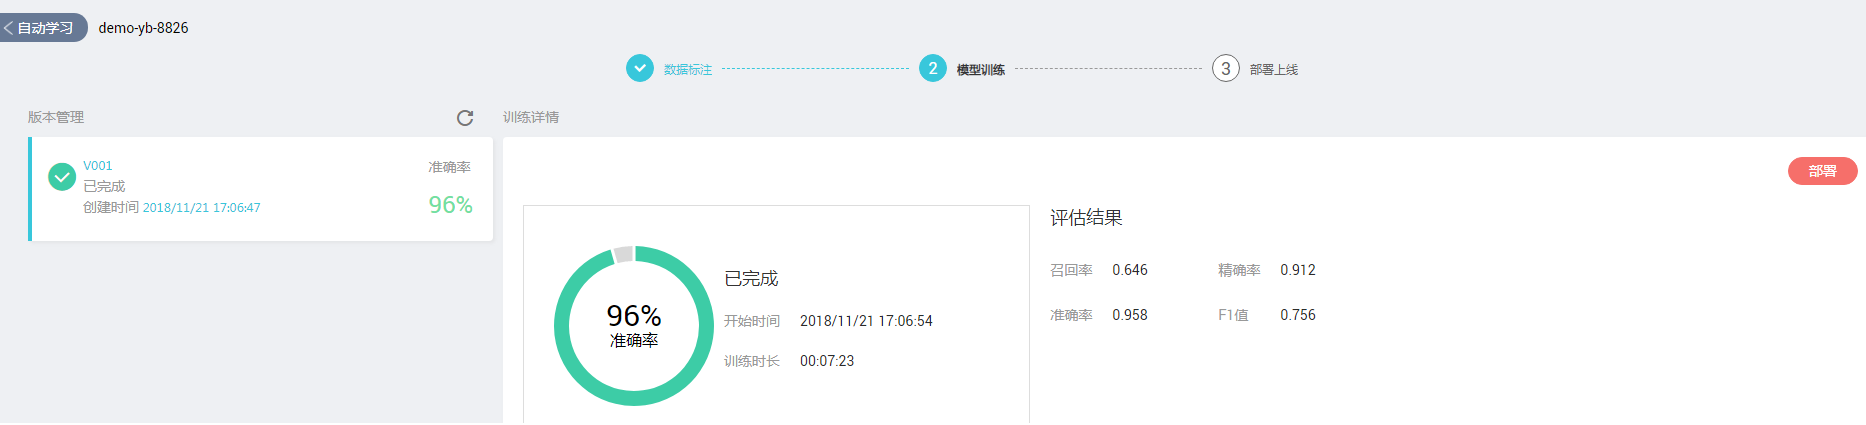 自动学习 demo-yb-8826
数据标注 2 模型训练 3 部署上线
版本管理
V001
已完成
创建时间 2018/11/21 17:06:47
准确率
96%
训练详情
部署
96%
准确率
已完成
开始时间 2018/11/21 17:06:54
训练时长 00:07:23
评估结果
召回率 0.646 精确率 0.912
准确率 0.958 F1值 0.756